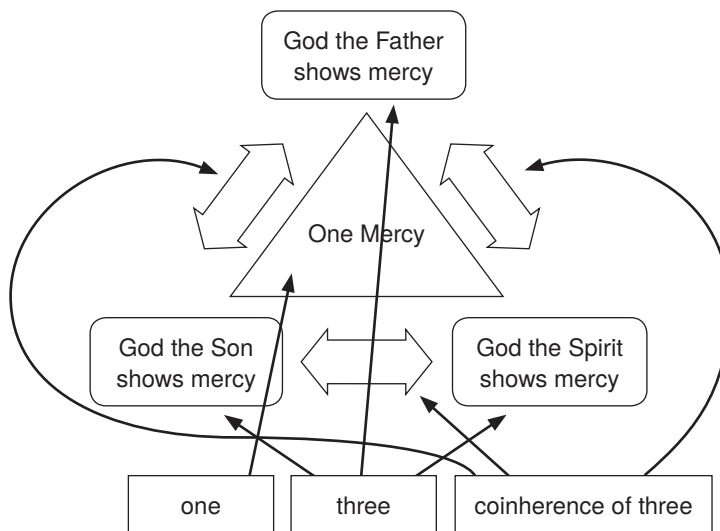 God the Father
shows mercy
One Mercy
God the Son
shows mercy
God the Spirit
shows mercy
one
three
coinherence of three